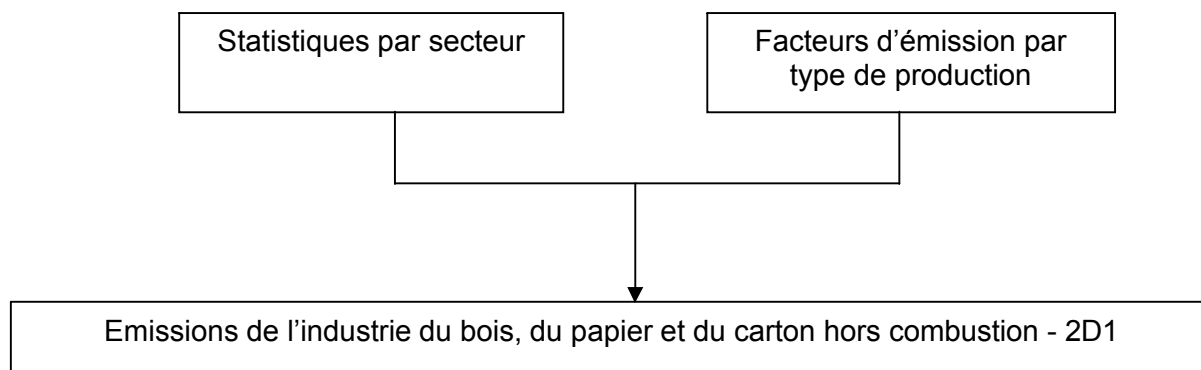 Statistiques par secteur
Facteurs d’émission par
type de production
Emissions de l’industrie du bois, du papier et du carton hors combustion - 2D1